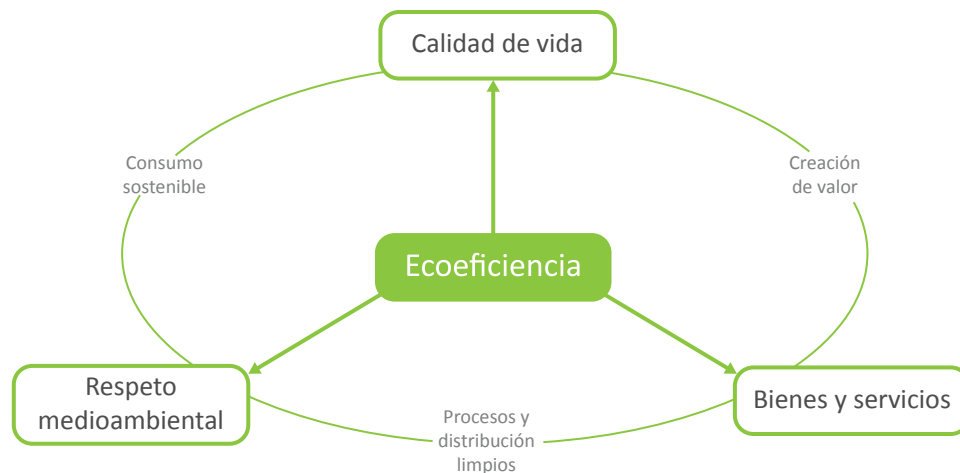 Calidad de vida
Consumo
sostenible
Creación
de valor
Ecoeficiencia
Respeto
medioambiental
Bienes y servicios
Procesos y
distribución
limpios